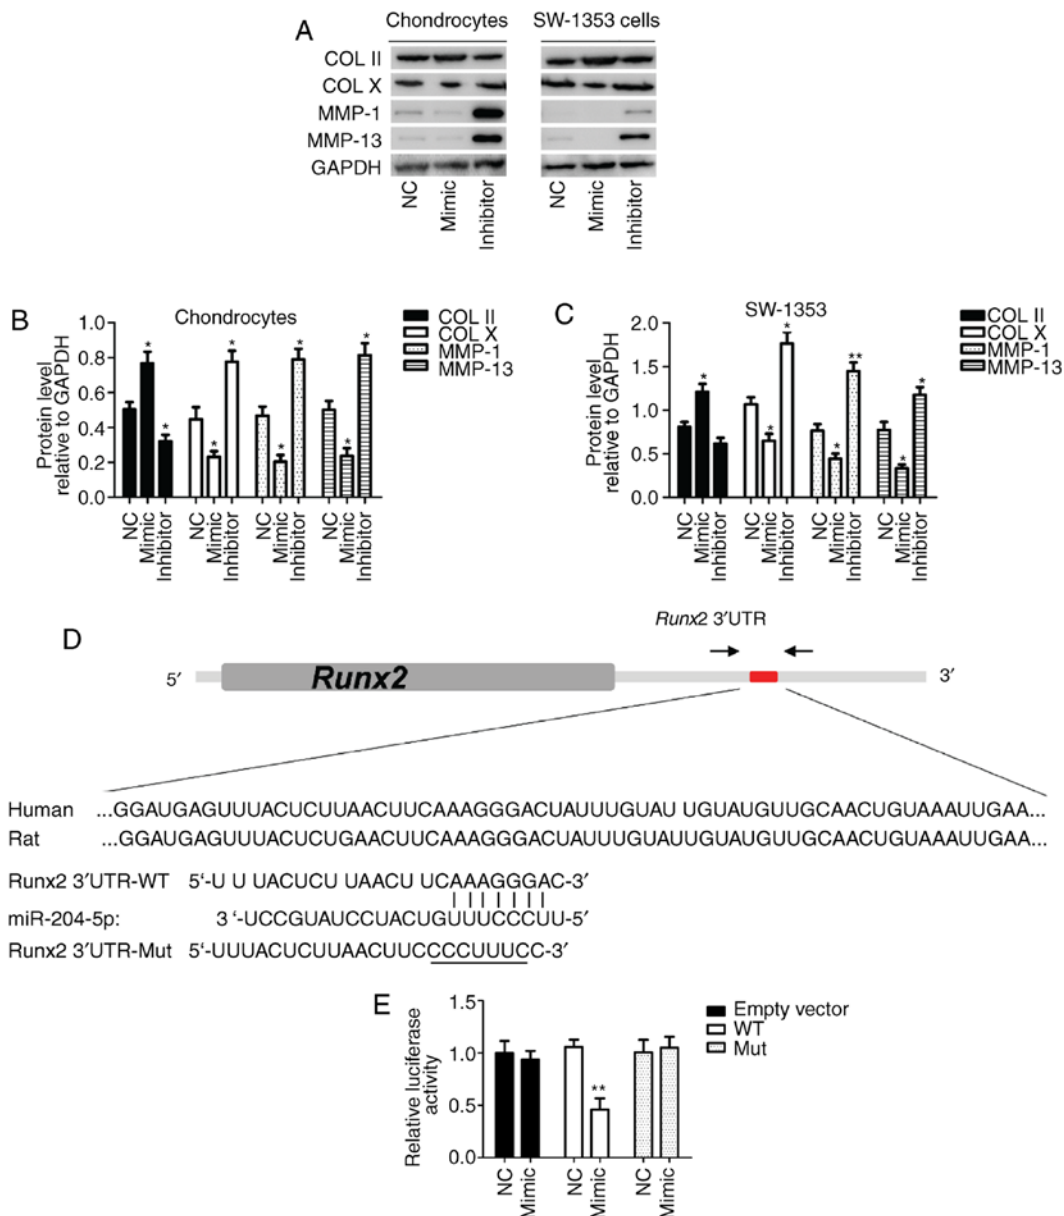 A
Chondrocytes
SW-1353 cells
COL II
COL X
MMP-1
MMP-13
GAPDH
NC
Mimic
Inhibitor
NC
Mimic
Inhibitor
B
Chondrocytes
Protein level
relative to GAPDH
1.0
0.8
0.6
0.4
0.2
0.0
* * * * * * * * * * *
NC
Mimic
Inhibitor
NC
Mimic
Inhibitor
NC
Mimic
Inhibitor
NC
Mimic
Inhibitor
COL II
COL X
MMP-1
MMP-13
C
SW-1353
Protein level
relative to GAPDH
2.0
1.5
1.0
0.5
0.0
* * * * ** * *
NC
Mimic
Inhibitor
NC
Mimic
Inhibitor
NC
Mimic
Inhibitor
NC
Mimic
Inhibitor
COL II
COL X
MMP-1
MMP-13
D
Runx2 3′UTR
5′ Runx2 3′
Human ...GGAUGAGUUUACUCUUAACUUCAAAGGGACUAUUUGUAU UGUAUGUUGCAACUGUAAAUUGAA...
Rat ...GGAUGAGUUUACUCUGAACUUCAAAGGGACUAUUUGUAUUGUAUGUUGCAACUGUAAAUUGAA...
Runx2 3′UTR-WT 5‘-U U UACUCU UAACU UCAAAGGGAC-3′
miR-204-5p: 3 ‘-UCCGUAUCCUACUGUUUCCCUU-5′
Runx2 3′UTR-Mut 5‘-UUUACUCUUAACUUCCCCUUUCC-3′
E
Relative luciferase
activity
1.5
1.0
0.5
0.0
**
NC
Mimic
NC
Mimic
NC
Mimic
Empty vector
WT
Mut